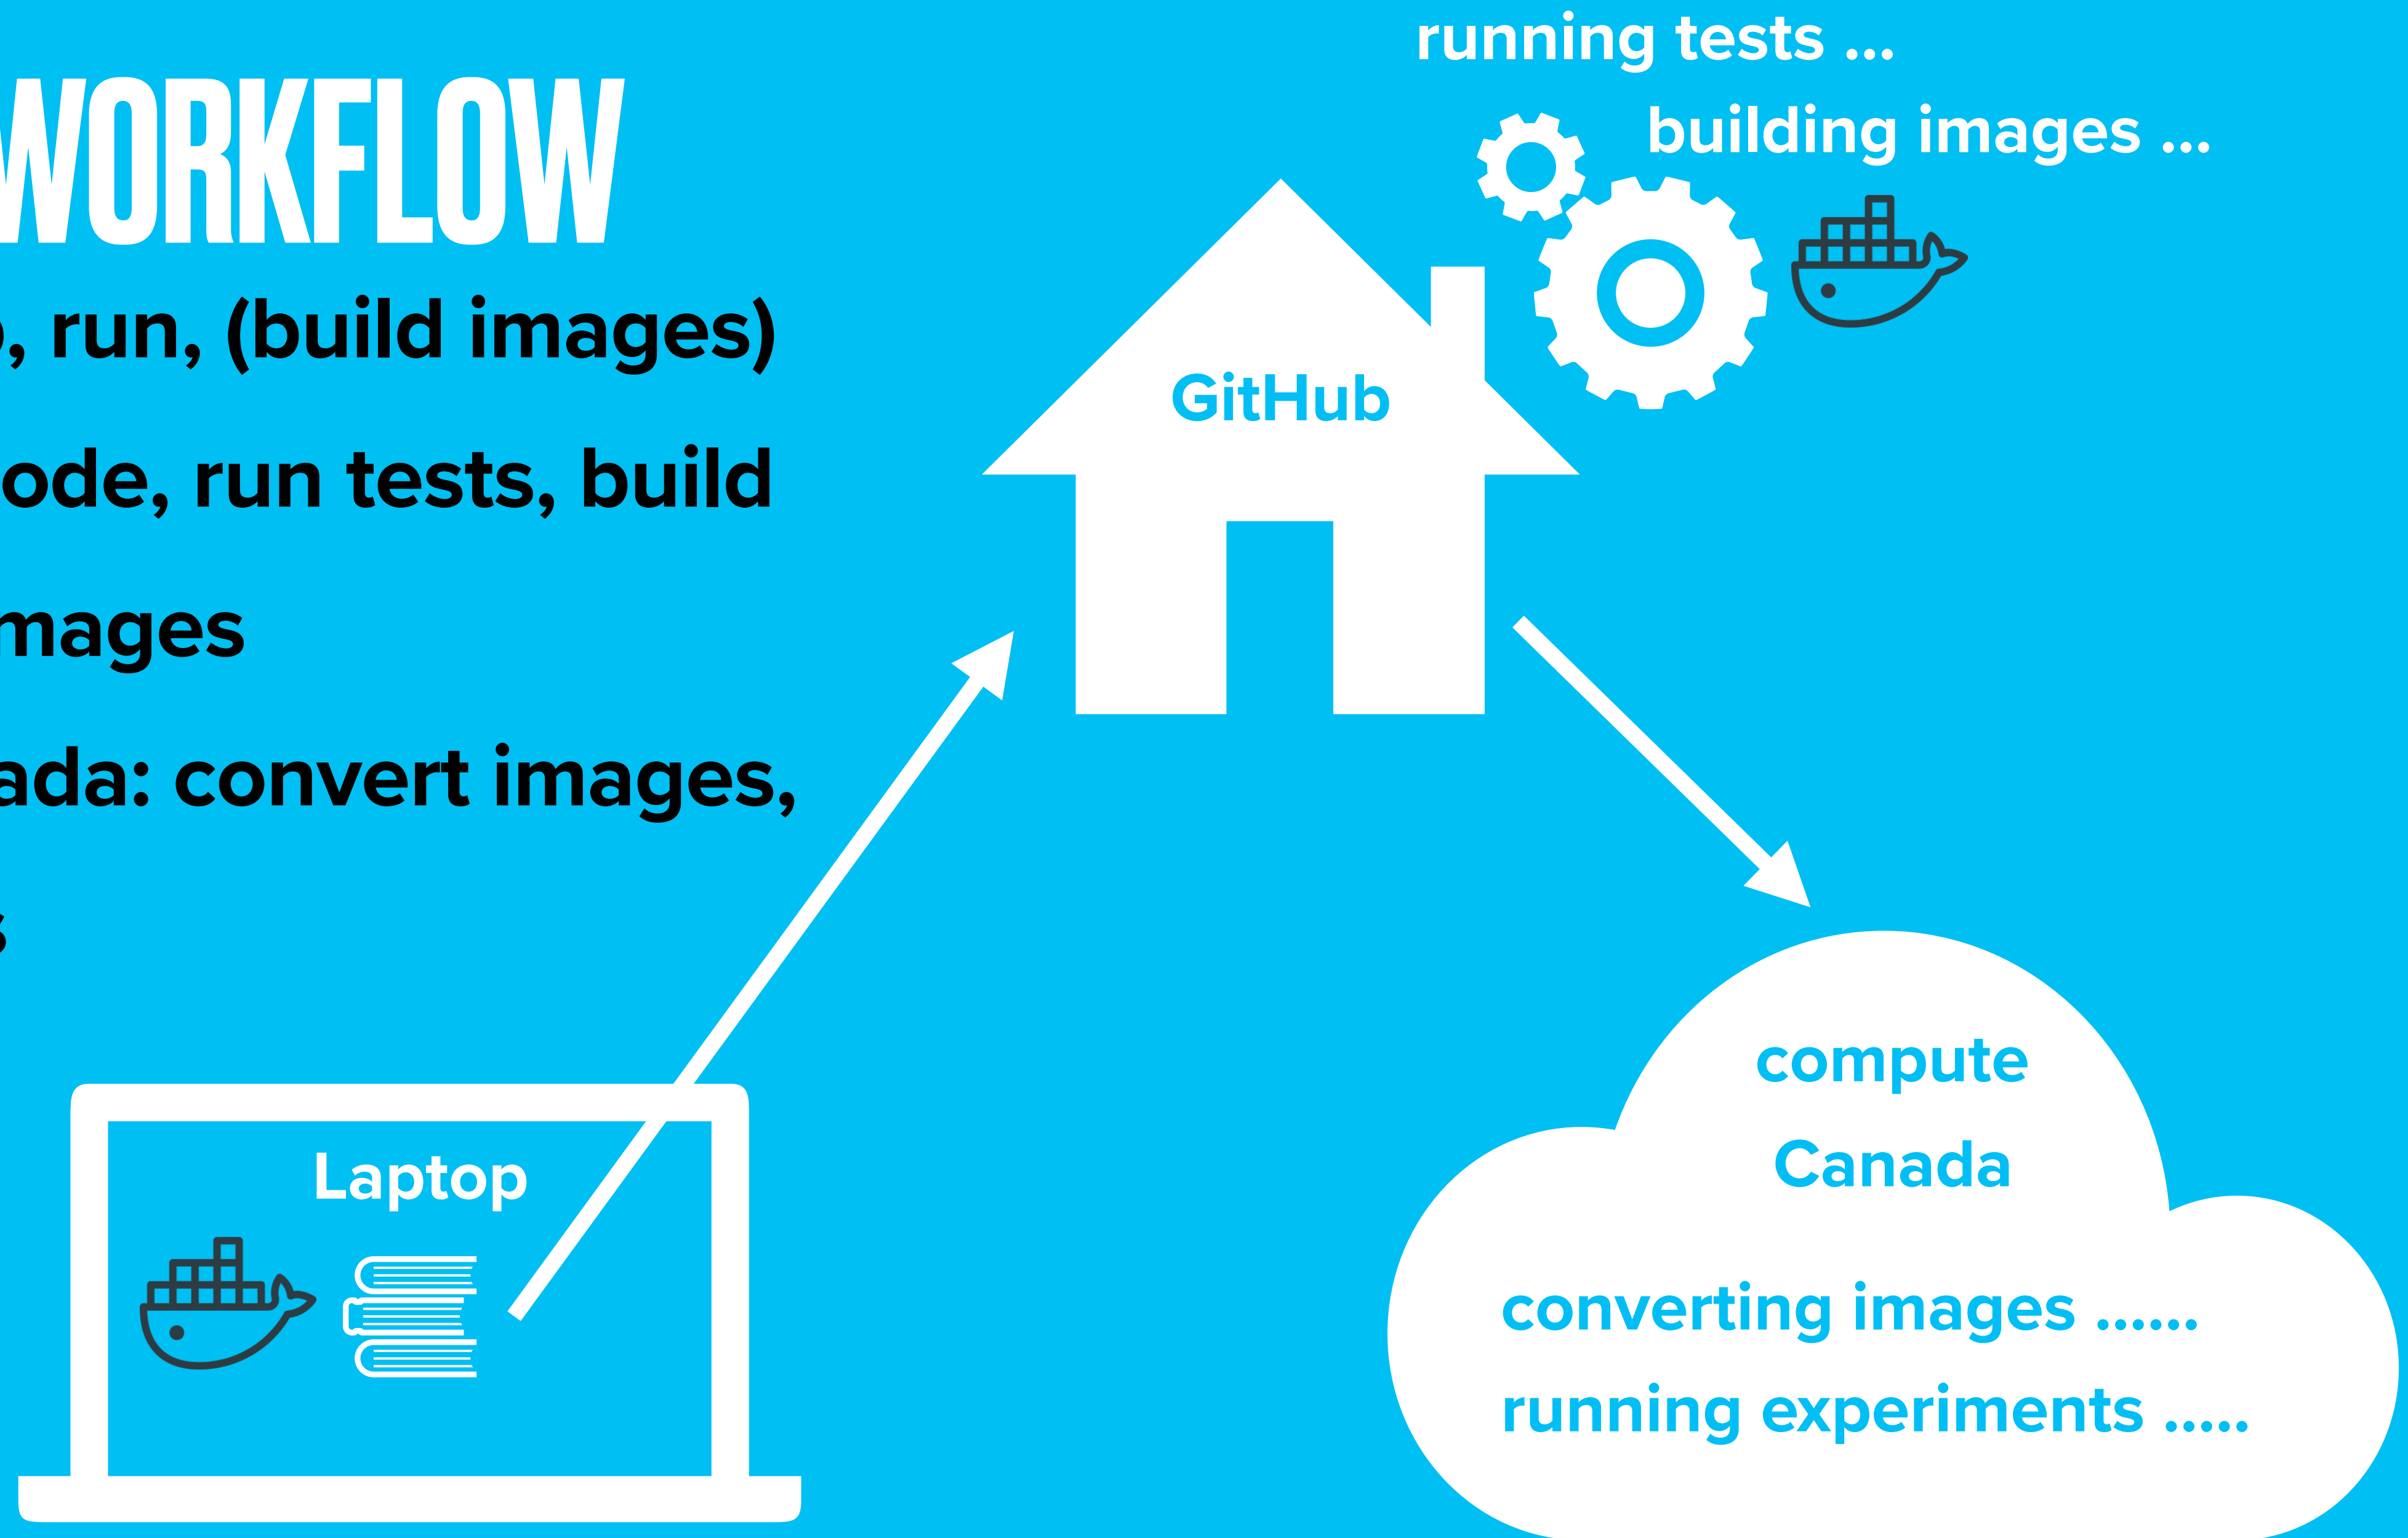 WORKFLOW
, run, (build images)
ode, run tests, build
mages
ada: convert images,
s
running tests ...
building images ...
GitHub
Laptop
compute
Canada
converting images ......
running experiments .....